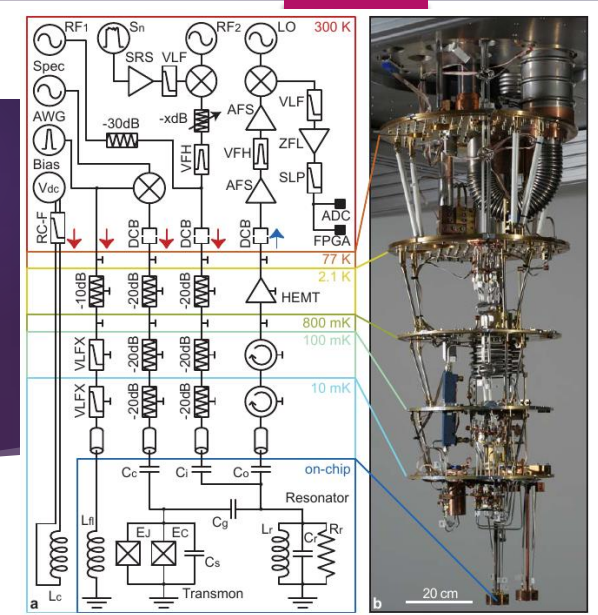 RF1
Sn
RF2
LO
300 K
Spec
SRS
VLF
AWG
-30dB
-xdB
AFS
VLF
Bias
VFH
VFH
ZFL
Vdc
AFS
SLP
RC-F
DCB
DCB
DCB
ADC
FPGA
77 K
2.1 K
-10dB
-20dB
-20dB
HEMT
800 mK
100 mK
VLFX
-20dB
-20dB
10 mK
VLFX
-20dB
-20dB
on-chip
Cc
Ci
Co
Resonator
Cg
Lfl
EJ
EC
Cs
Lr
Cr
Rr
Lc
Transmon
a
b
20 cm